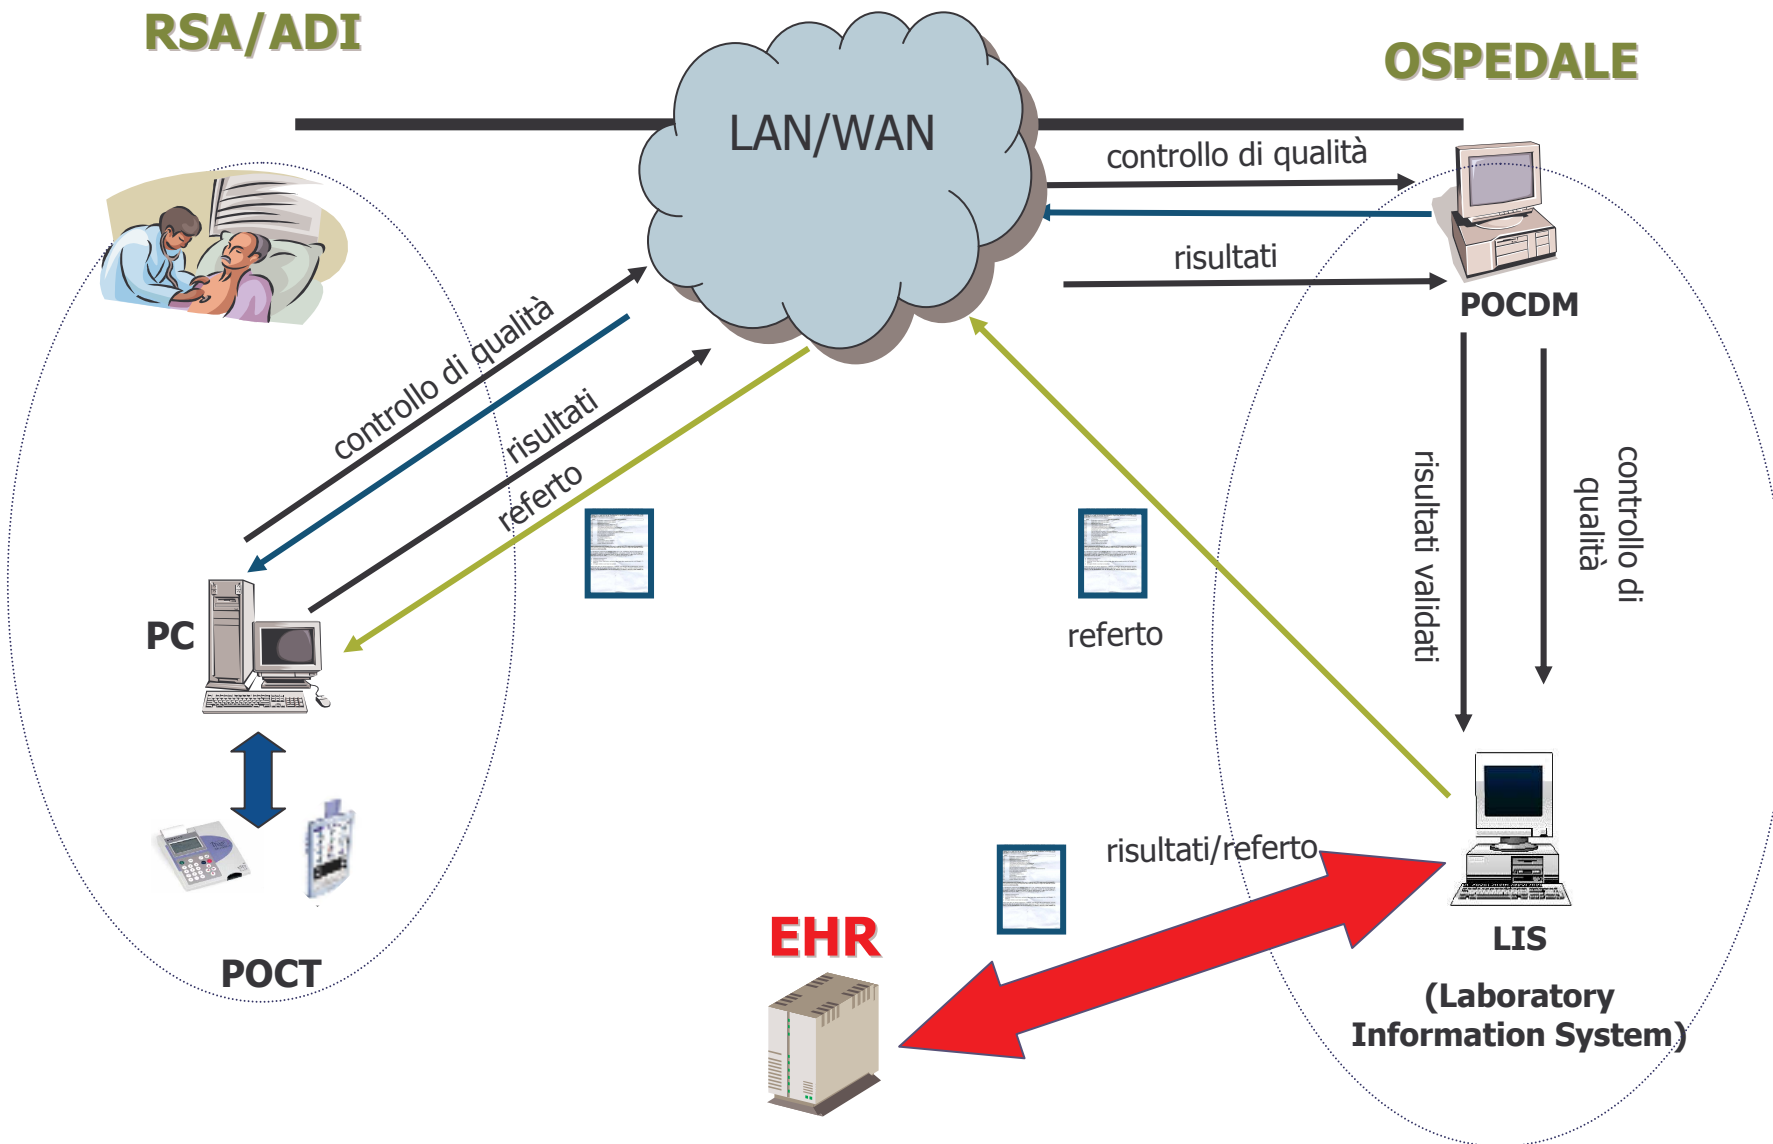 RSA/ADI
OSPEDALE
LAN/WAN
controllo di qualità
risultati
POCDM
controllo di qualità
risultati
referto
risultati validati
controllo di
qualità
PC
referto
POCT
risultati/referto
EHR
LIS
(Laboratory
Information System)